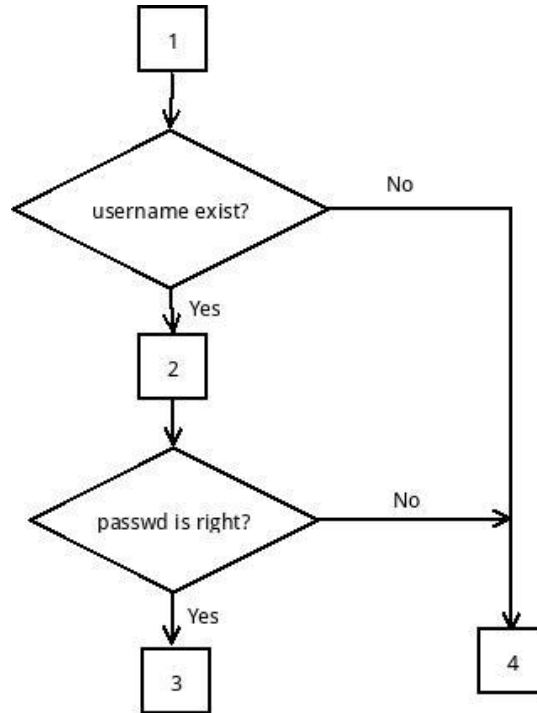 1
username exist?
No
Yes
2
passwd is right?
No
Yes
3
4